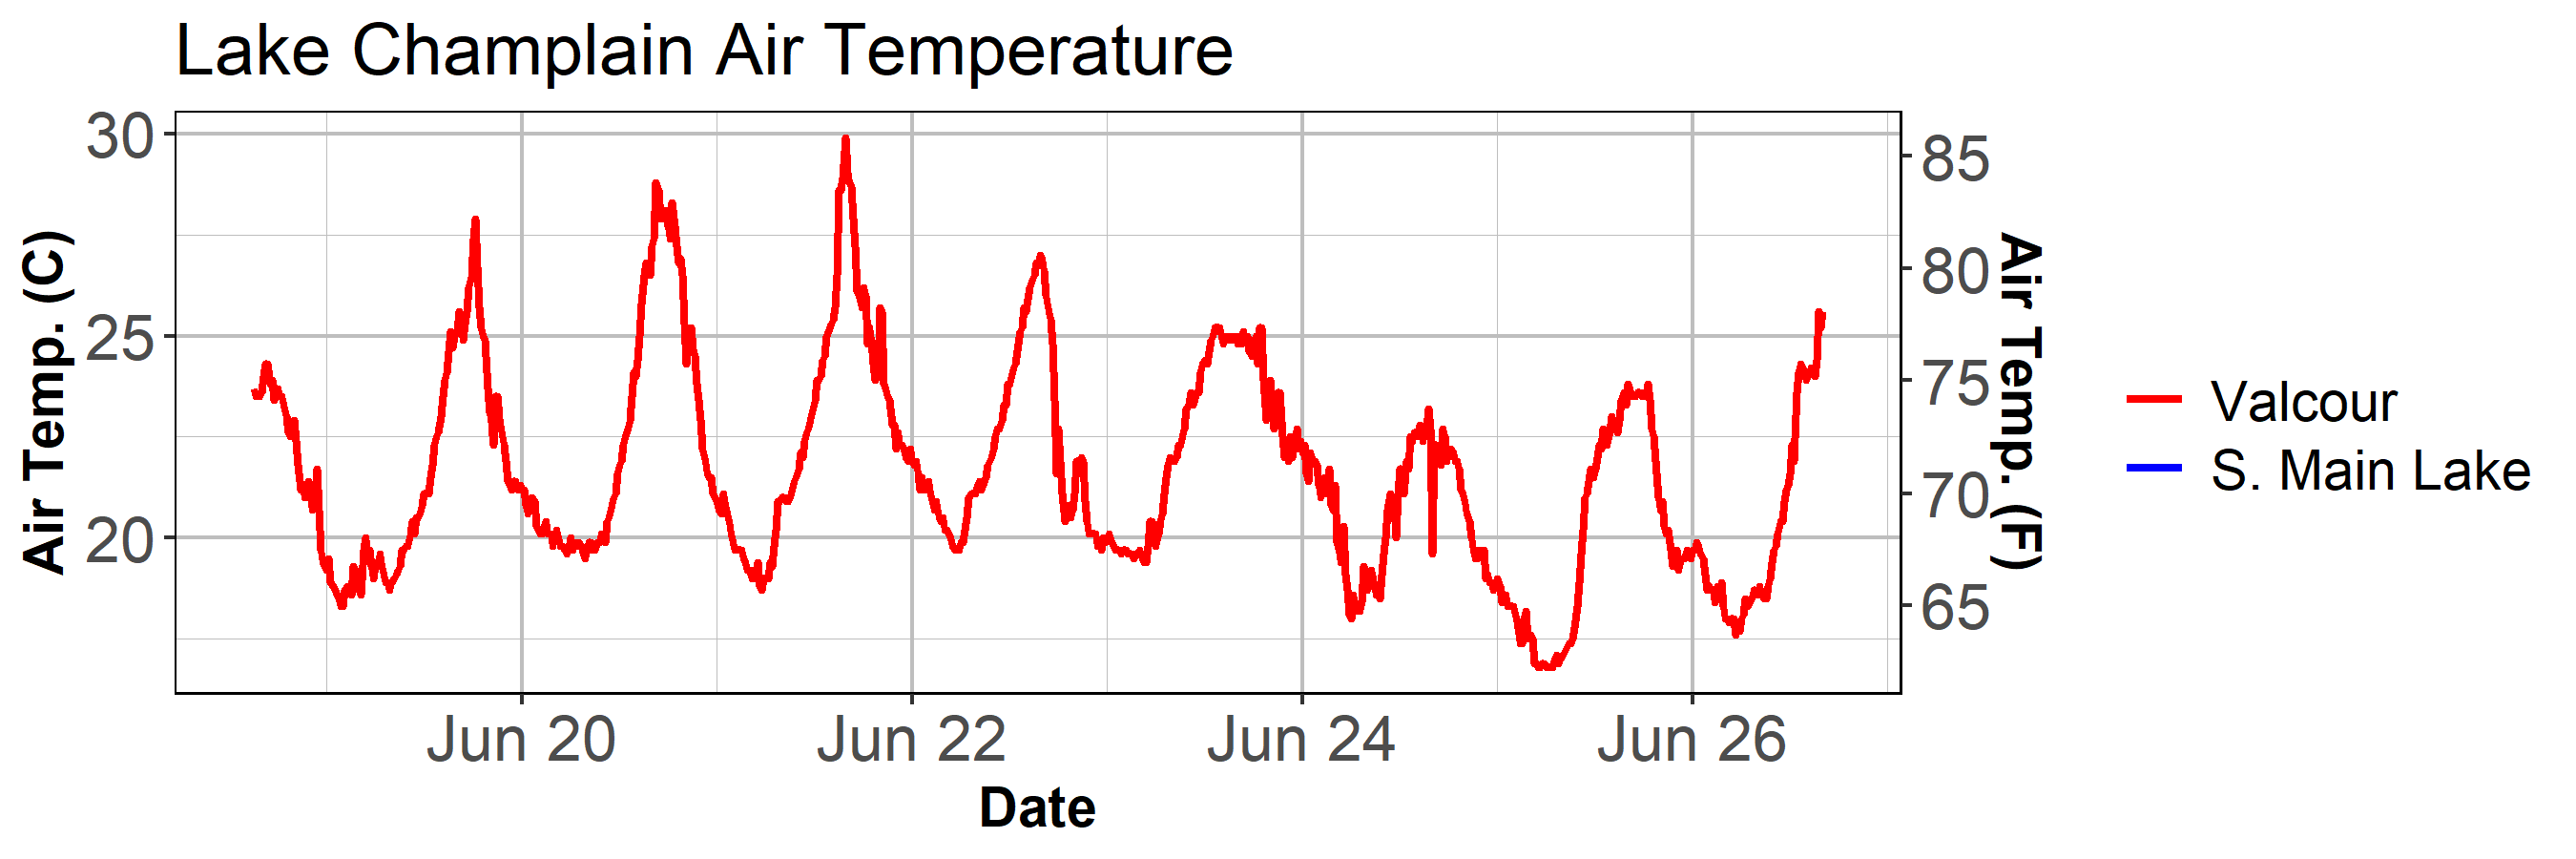 Lake Champlain Air Temperature
Air Temp. (C)
30
25
20
85
80
75
70
65
Air Temp. (F)
Valcour
S. Main Lake
Jun 20
Jun 22
Jun 24
Jun 26
Date